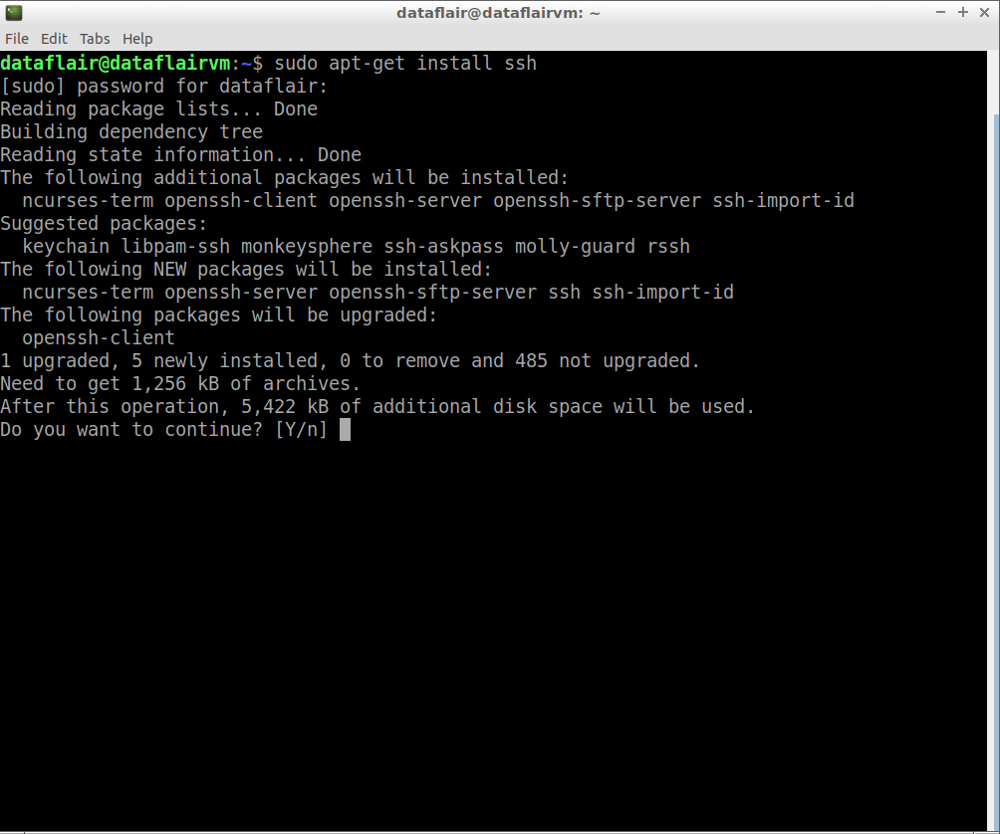 dataflair@dataflairvm: ~
File Edit Tabs Help
dataflair@dataflairvm:~$ sudo apt-get install ssh
[sudo] password for dataflair:
Reading package lists... Done
Building dependency tree
Reading state information... Done
The following additional packages will be installed:
  ncurses-term openssh-client openssh-server openssh-sftp-server ssh-import-id
Suggested packages:
  keychain libpam-ssh monkeysphere ssh-askpass molly-guard rssh
The following NEW packages will be installed:
  ncurses-term openssh-server openssh-sftp-server ssh ssh-import-id
The following packages will be upgraded:
  openssh-client
1 upgraded, 5 newly installed, 0 to remove and 485 not upgraded.
Need to get 1,256 kB of archives.
After this operation, 5,422 kB of additional disk space will be used.
Do you want to continue? [Y/n]